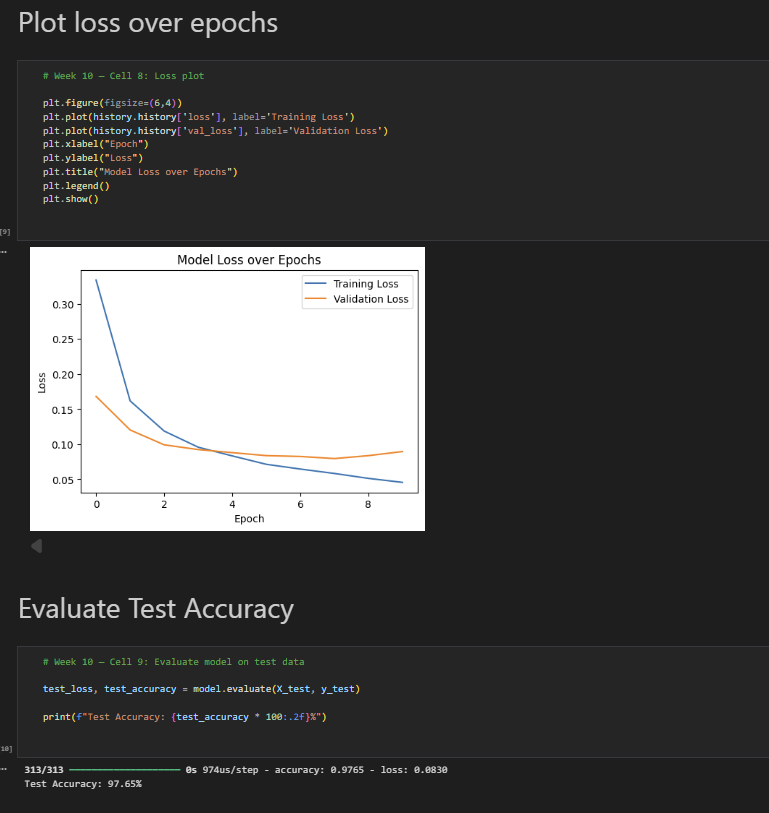 Plot loss over epochs
# Week 10 — Cell 8: Loss plot
plt.figure(figsize=(6,4))
plt.plot(history.history['loss'], label='Training Loss')
plt.plot(history.history['val_loss'], label='Validation Loss')
plt.xlabel("Epoch")
plt.ylabel("Loss")
plt.title("Model Loss over Epochs")
plt.legend()
plt.show()
[9]
...
Model Loss over Epochs
Training Loss
Validation Loss
0.30
0.25
0.20
0.15
0.10
0.05
Loss
0 2 4 6 8
Epoch
Evaluate Test Accuracy
# Week 10 — Cell 9: Evaluate model on test data
test_loss, test_accuracy = model.evaluate(X_test, y_test)
print(f"Test Accuracy: {test_accuracy * 100:.2f}%")
10]
...
313/313 ━━━━━━━━━━━━━━━━━━━━ 0s 974us/step - accuracy: 0.9765 - loss: 0.0830
Test Accuracy: 97.65%